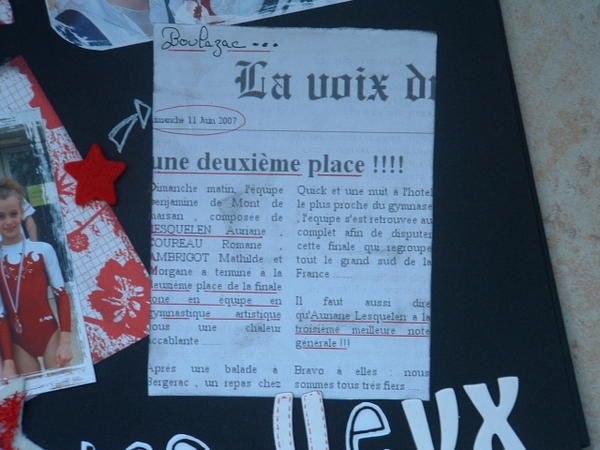 Boulazac ...
La voix du
dimanche 11 Juin 2007
une deuxième place !!!!
Dimanche matin, l'équipe
benjamine de Mont de
marsan , composée de
LESQUELEN Auriane ,
COUREAU Romane ,
LAMBRIGOT Mathilde et
Morgane a terminé à la
deuxième place de la finale
zone en équipe en
gymnastique artistique
sous une chaleur
accablante .....
Après une balade à
Bergerac , un repas chez
Quick et une nuit à l'hotel
le plus proche du gymnase
, l'équipe s'est retrouvée au
complet afin de disputer
cette finale qui regroupe
tout le grand sud de la
France .....
Il faut aussi dire
qu'Auriane Lesquelen a la
troisième meilleure note
générale !!!
Bravo à elles : nous
sommes tous très fiers ....
yeux